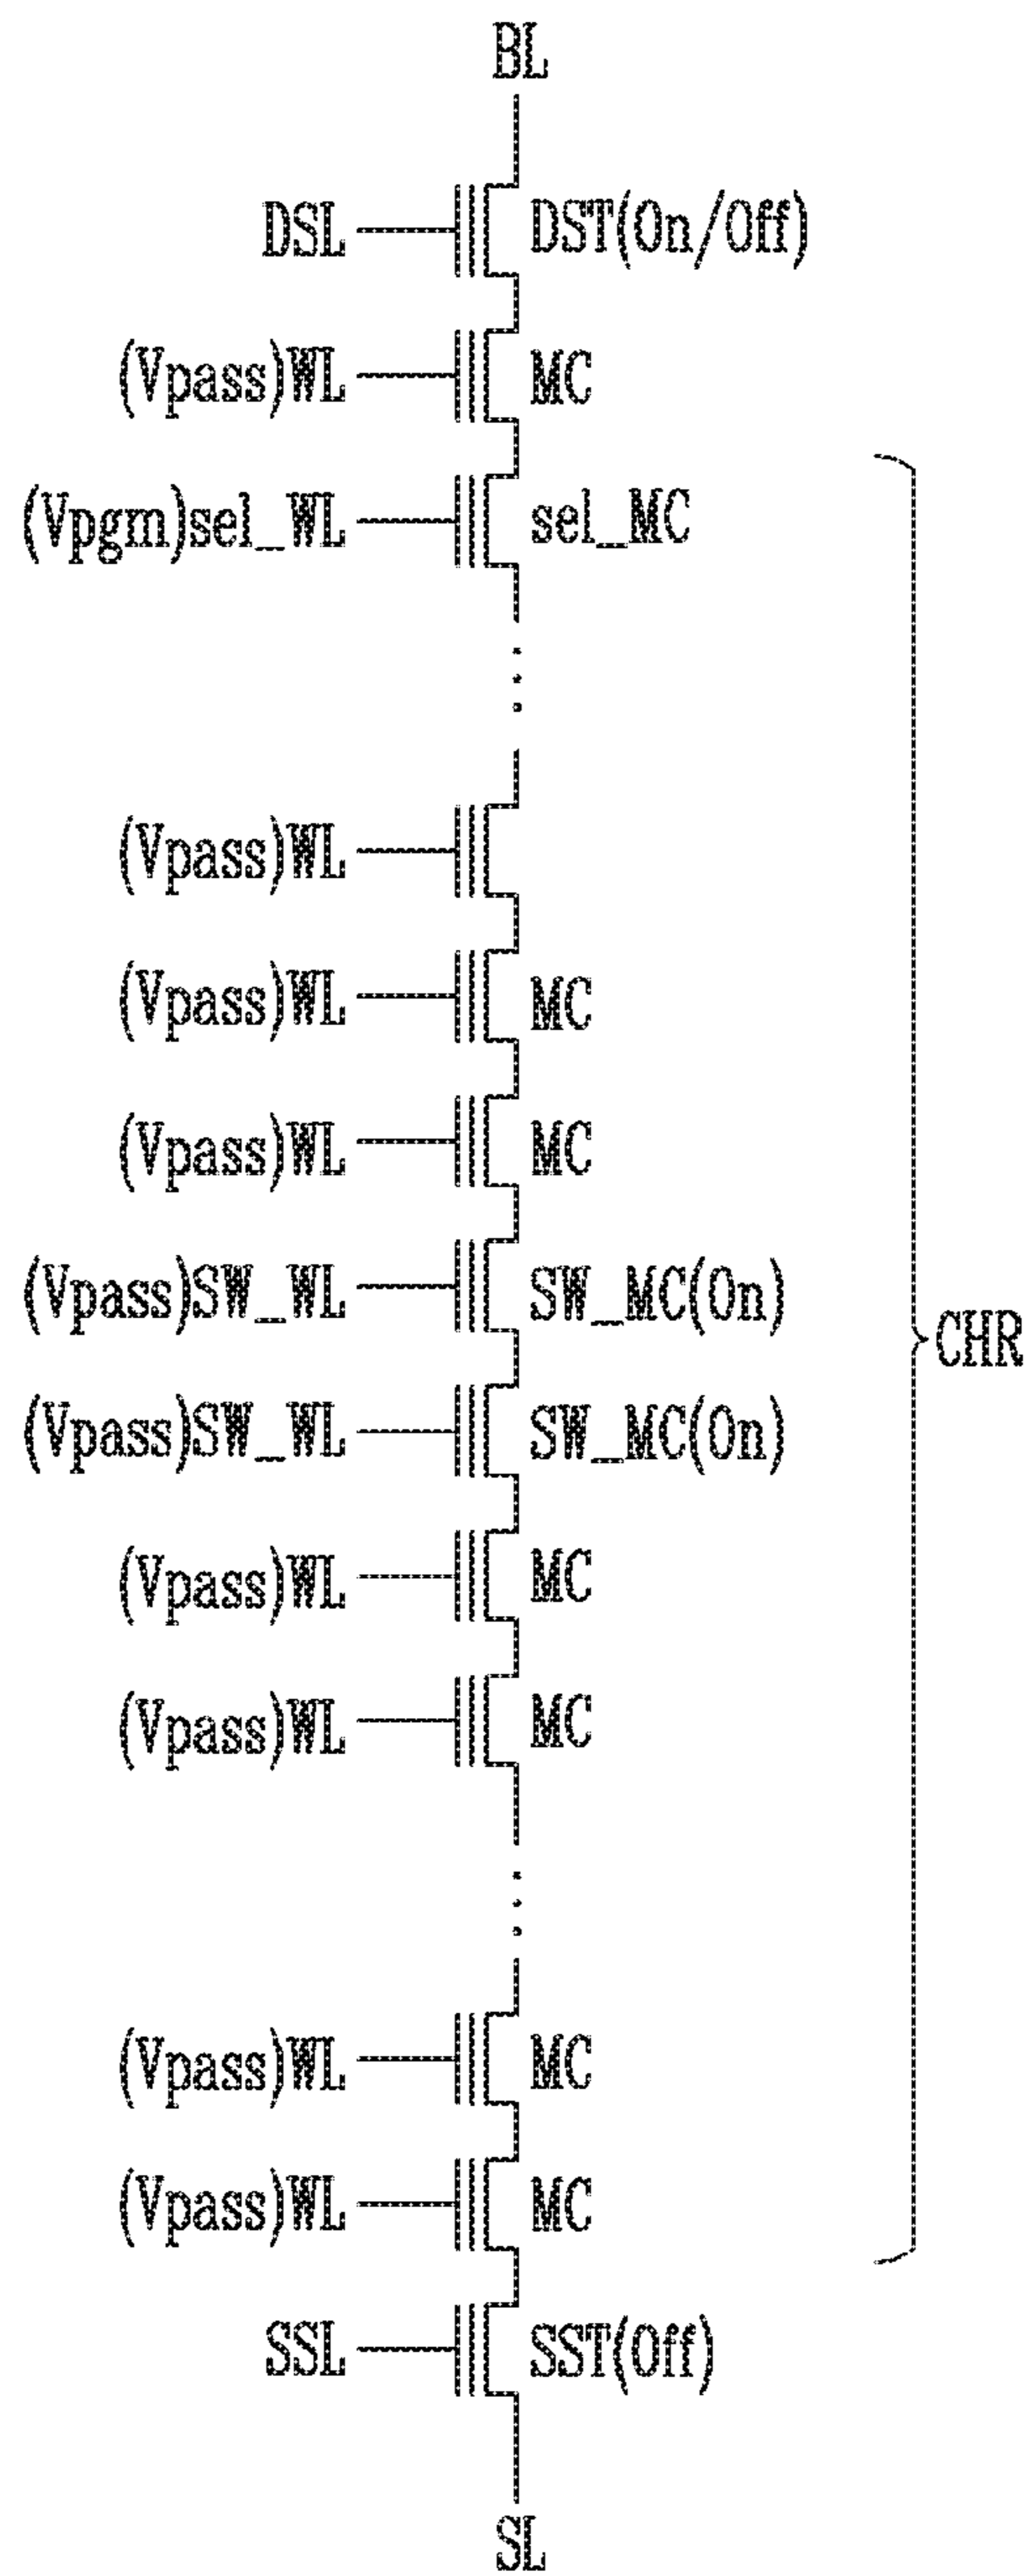 BL
DSL DST(On/Off)
(Vpass)WL MC
(Vpgm)sel_WL sel_MC
(Vpass)WL
(Vpass)WL MC
(Vpass)WL MC
(Vpass)SW_WL SW_MC(On)
CHR
(Vpass)SW_WL SW_MC(On)
(Vpass)WL MC
(Vpass)WL MC
(Vpass)WL MC
(Vpass)WL MC
SSL SST(Off)
SL